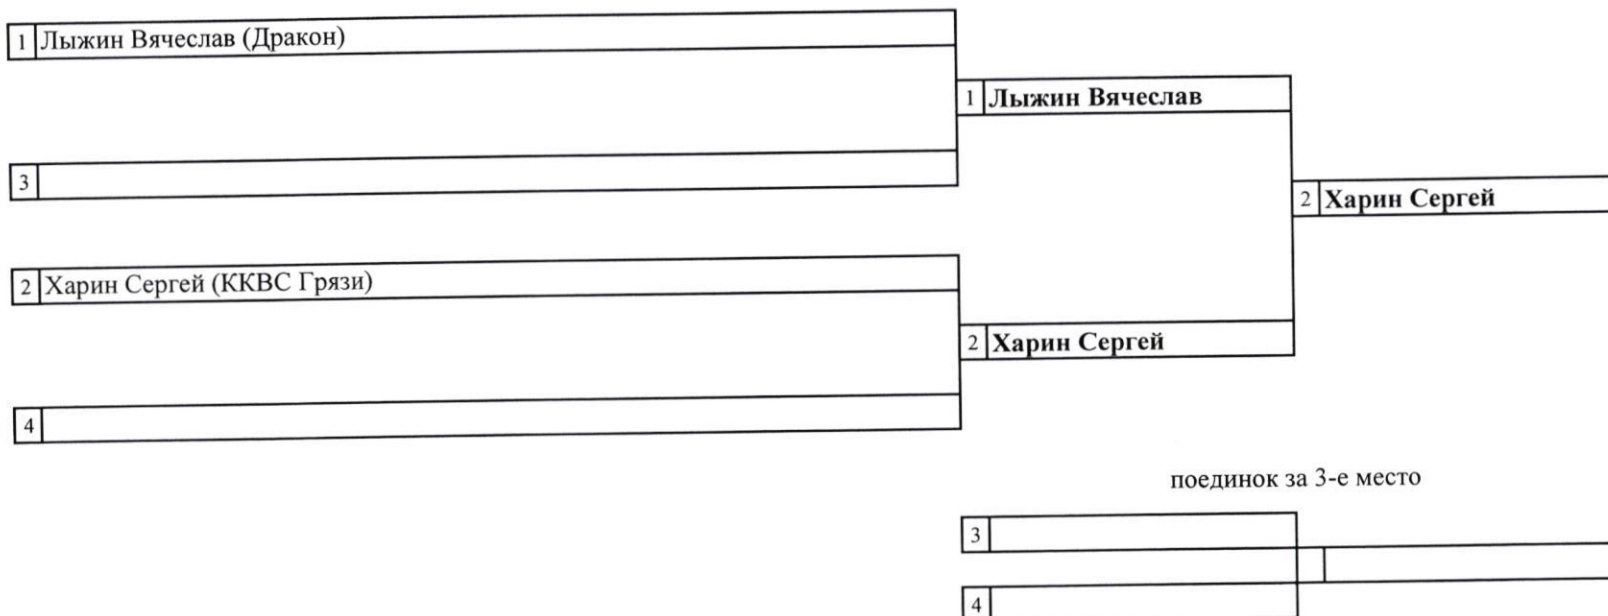 1 Лыжин Вячеслав (Дракон)
1 Лыжин Вячеслав
3
2 Харин Сергей
2 Харин Сергей (ККВС Грязи)
2 Харин Сергей
4
поединок за 3-е место
3
4